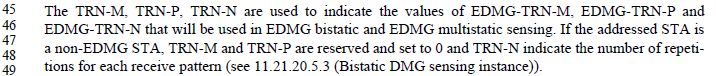 45 The TRN-M, TRN-P, TRN-N are used to indicate the values of EDMG-TRN-M, EDMG-TRN-P and
46 EDMG-TRN-N that will be used in EDMG bistatic and EDMG multistatic sensing. If the addressed STA is
47 a non-EDMG STA, TRN-M and TRN-P are reserved and set to 0 and TRN-N indicate the number of repeti-
48 tions for each receive pattern (see 11.21.20.5.3 (Bistatic DMG sensing instance)).
49